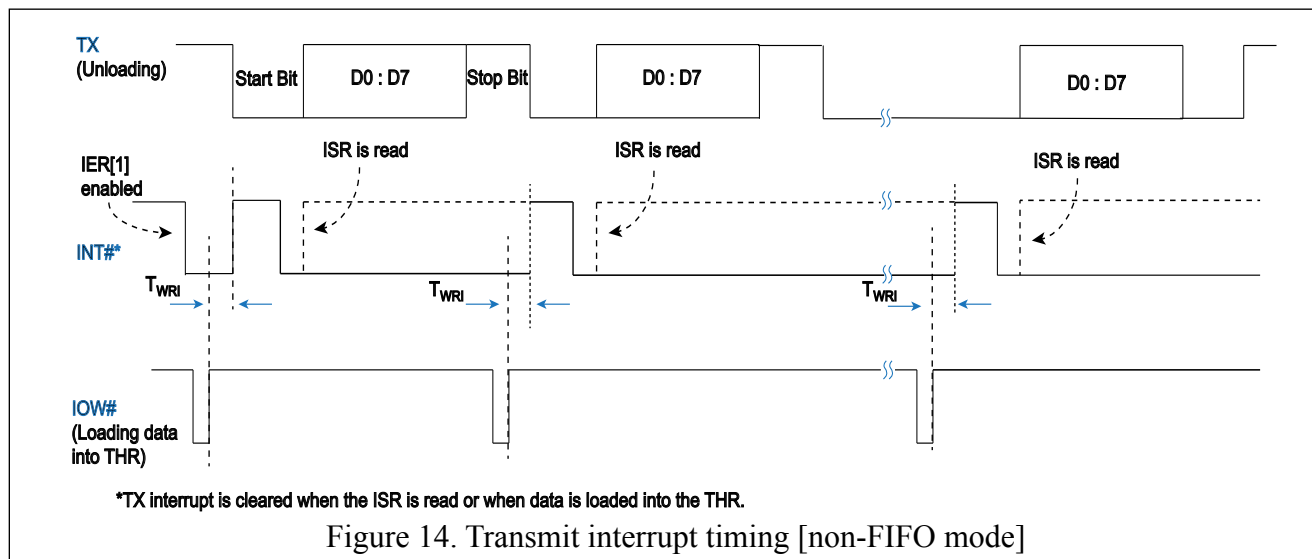 TX
(Unloading)
Start Bit
D0 : D7
Stop Bit
D0 : D7
D0 : D7
IER[1]
enabled
ISR is read
ISR is read
ISR is read
INT#*
TWRI
TWRI
TWRI
IOW#
(Loading data
into THR)
*TX interrupt is cleared when the ISR is read or when data is loaded into the THR.
Figure 14. Transmit interrupt timing [non-FIFO mode]